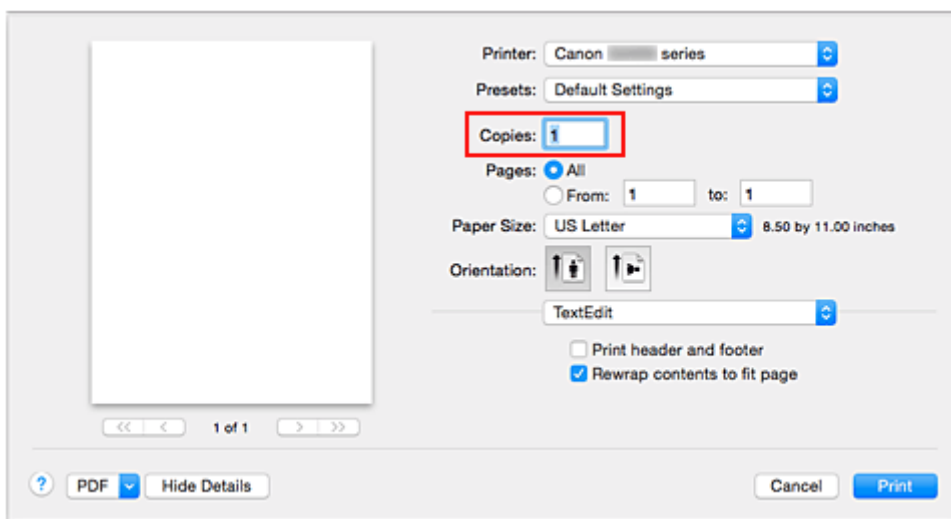 Printer: Canon series
Presets: Default Settings
Copies: 1
Pages: All
From: 1 to: 1
Paper Size: US Letter 8.50 by 11.00 inches
Orientation:
TextEdit
Print header and footer
Rewrap contents to fit page
<< < 1 of 1 > >>
? PDF Hide Details Cancel Print